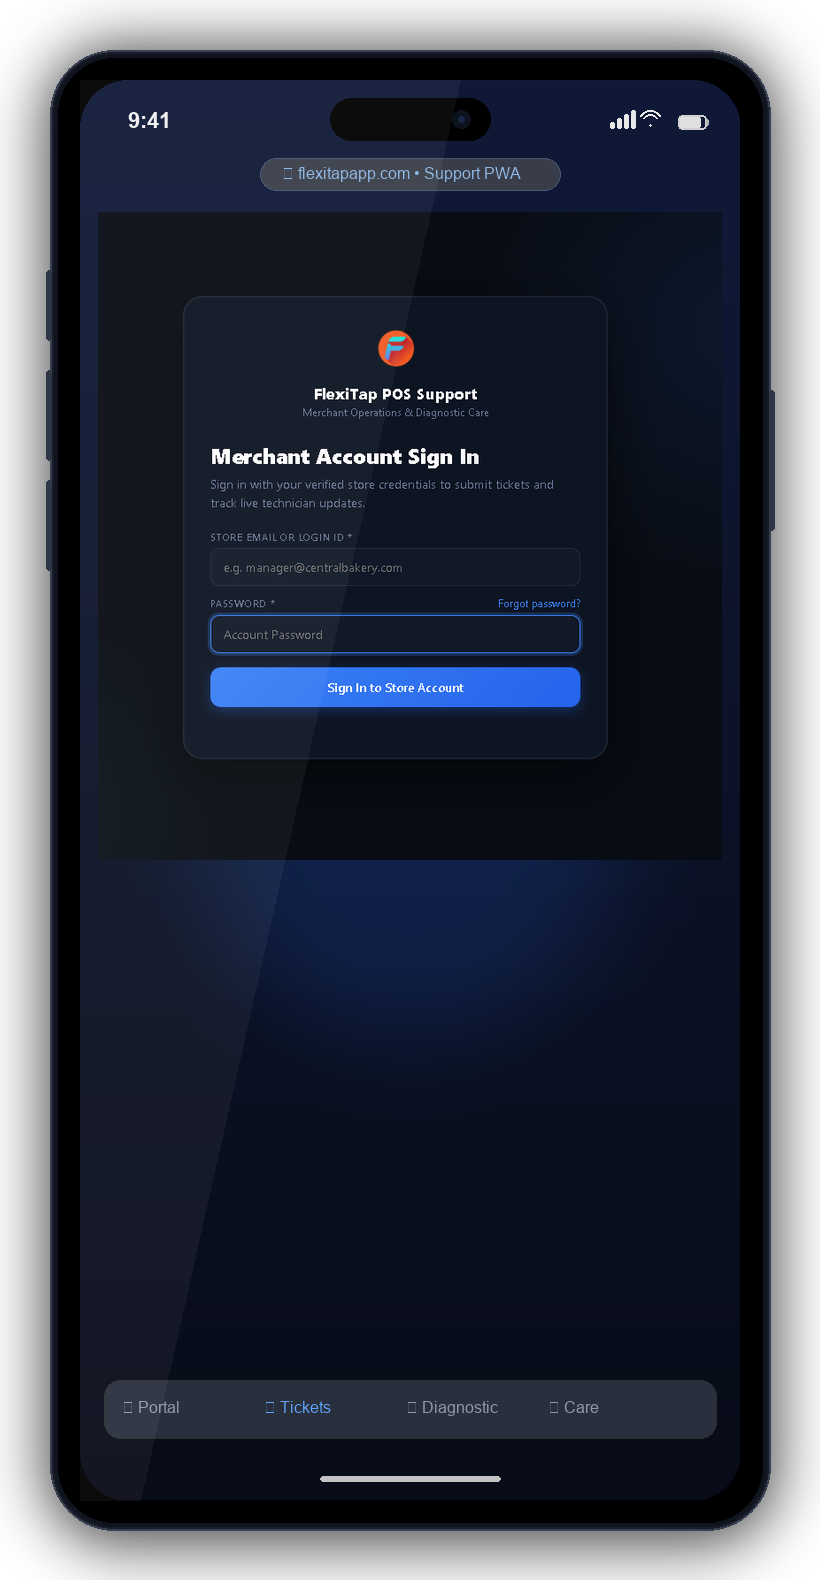 9:41
flexitapapp.com • Support PWA
FlexiTap POS Support
Merchant Operations & Diagnostic Care
Merchant Account Sign In
Sign in with your verified store credentials to submit tickets and
track live technician updates.
STORE EMAIL OR LOGIN ID *
e.g. manager@centralbakery.com
PASSWORD * Forgot password?
Account Password
Sign In to Store Account
Portal Tickets Diagnostic Care